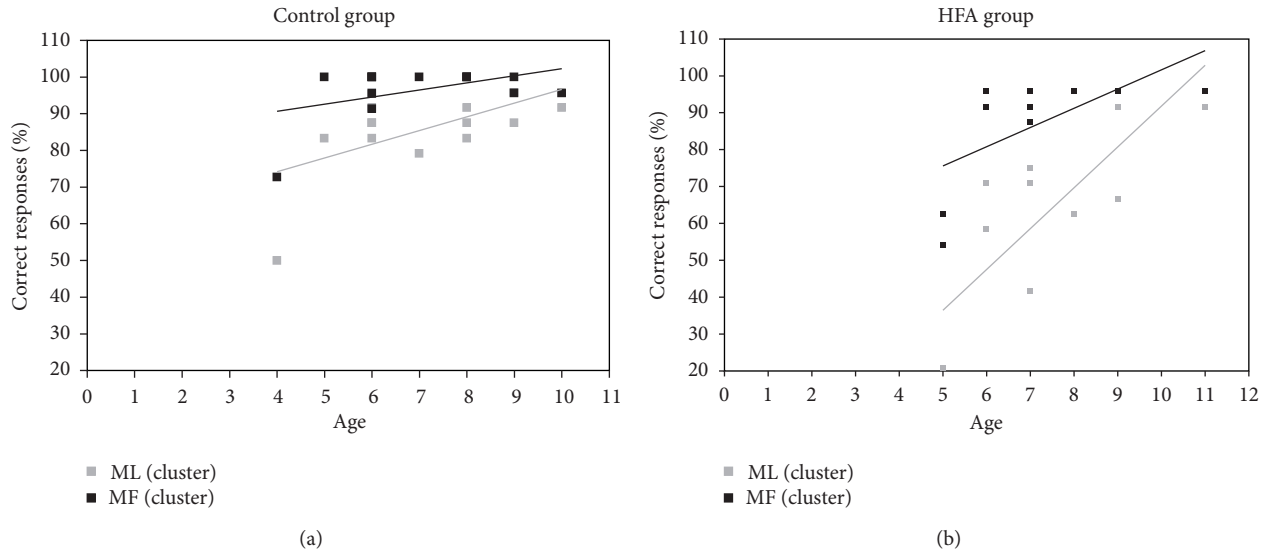 Control group
110
100
90
80
70
60
50
40
30
20
Correct responses (%)
0 1 2 3 4 5 6 7 8 9 10 11
Age
ML (cluster)
MF (cluster)
(a)
HFA group
110
100
90
80
70
60
50
40
30
20
Correct responses (%)
0 1 2 3 4 5 6 7 8 9 10 11 12
Age
ML (cluster)
MF (cluster)
(b)